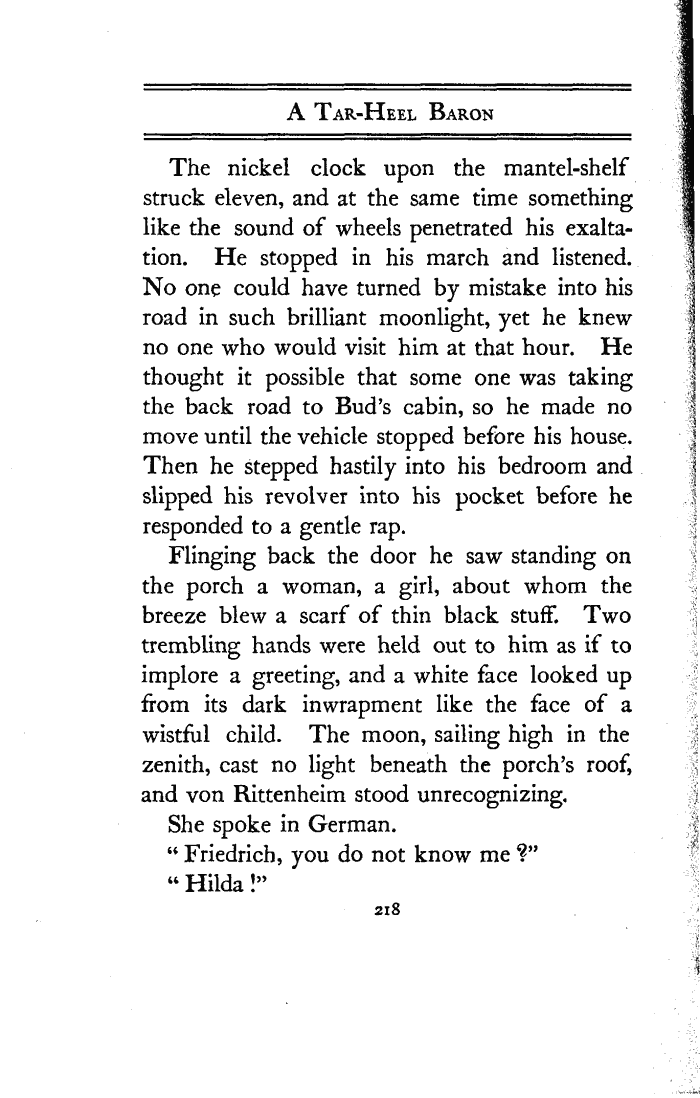 A Tar-Heel Baron
The nickel clock upon the mantel-shelf
struck eleven, and at the same time something
like the sound of wheels penetrated his exalta-
tion. He stopped in his march and listened.
No one could have turned by mistake into his
road in such brilliant moonlight, yet he knew
no one who would visit him at that hour. He
thought it possible that some one was taking
the back road to Bud's cabin, so he made no
move until the vehicle stopped before his house.
Then he stepped hastily into his bedroom and
slipped his revolver into his pocket before he
responded to a gentle rap.
Flinging back the door he saw standing on
the porch a woman, a girl, about whom the
breeze blew a scarf of thin black stuff. Two
trembling hands were held out to him as if to
implore a greeting, and a white face looked up
from its dark inwrapment like the face of a
wistful child. The moon, sailing high in the
zenith, cast no light beneath the porch's roof,
and von Rittenheim stood unrecognizing.
She spoke in German.
“ Friedrich, you do not know me ?”
“ Hilda !”
218